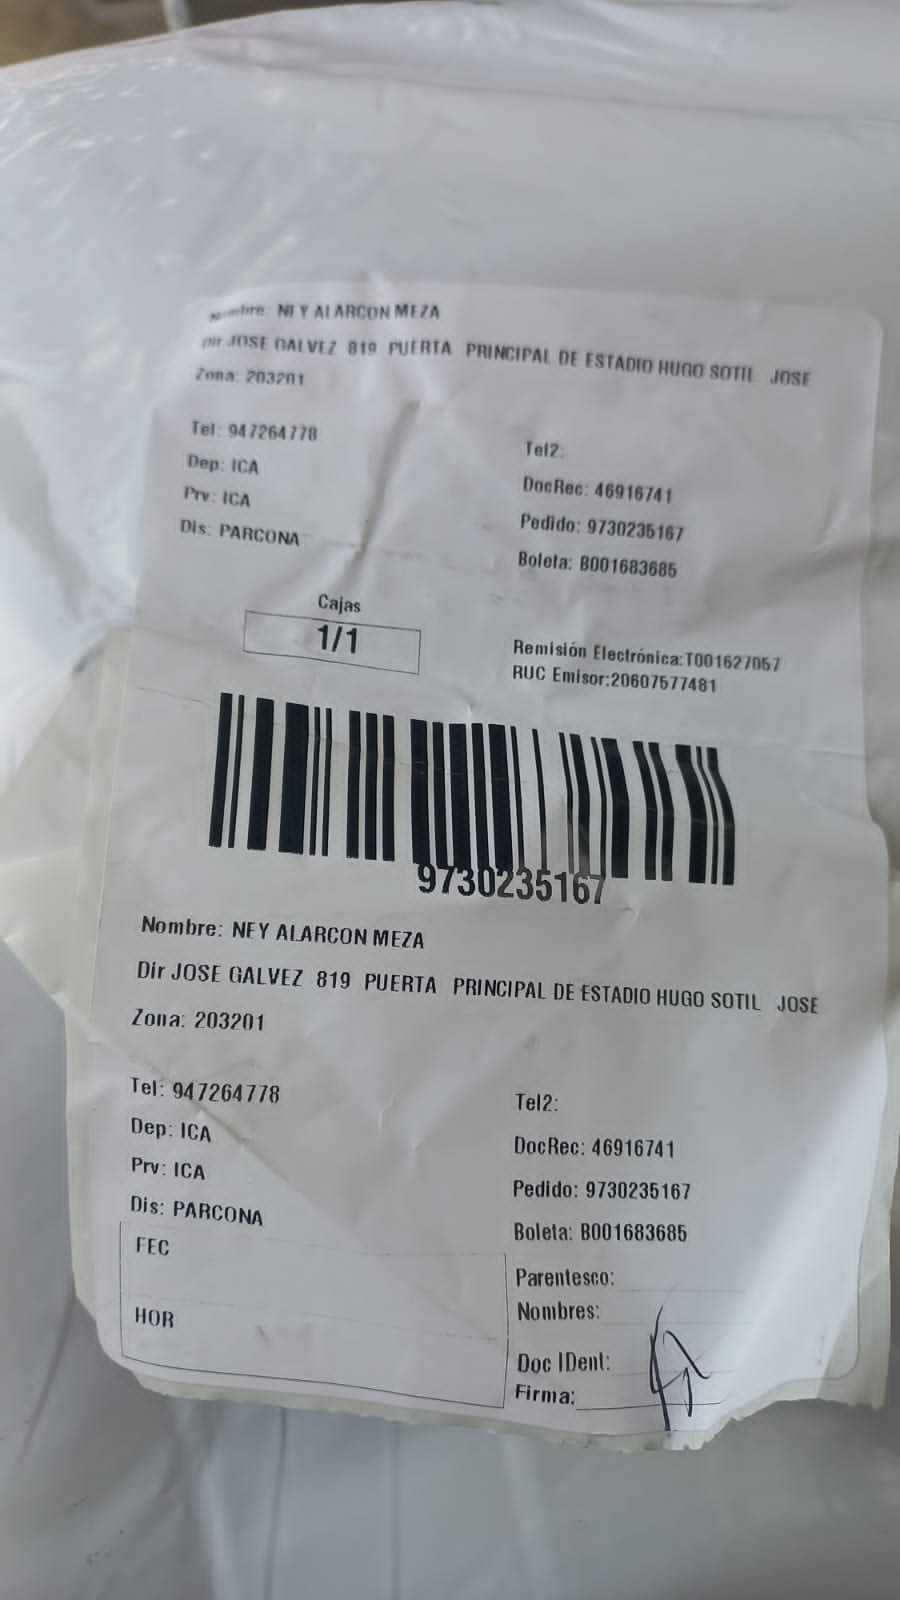 Nombre: NEY ALARCON MEZA
Dir JOSE GALVEZ 819 PUERTA PRINCIPAL DE ESTADIO HUGO SOTIL JOSE
Zona: 203201
Tel: 947264778
Tel2:
Dep: ICA
DocRec: 46916741
Prv: ICA
Pedido: 9730235167
Dis: PARCONA
Boleta: B001683685
Cajas
1/1
Remisión Electrónica:T001627057
RUC Emisor:20607577481
9730235167
Nombre: NEY ALARCON MEZA
Dir JOSE GALVEZ 819 PUERTA PRINCIPAL DE ESTADIO HUGO SOTIL JOSE
Zona: 203201
Tel: 947264778
Tel2:
Dep: ICA
DocRec: 46916741
Prv: ICA
Pedido: 9730235167
Dis: PARCONA
Boleta: B001683685
FEC
Parentesco:
Nombres:
HOR
Doc IDent:
Firma: